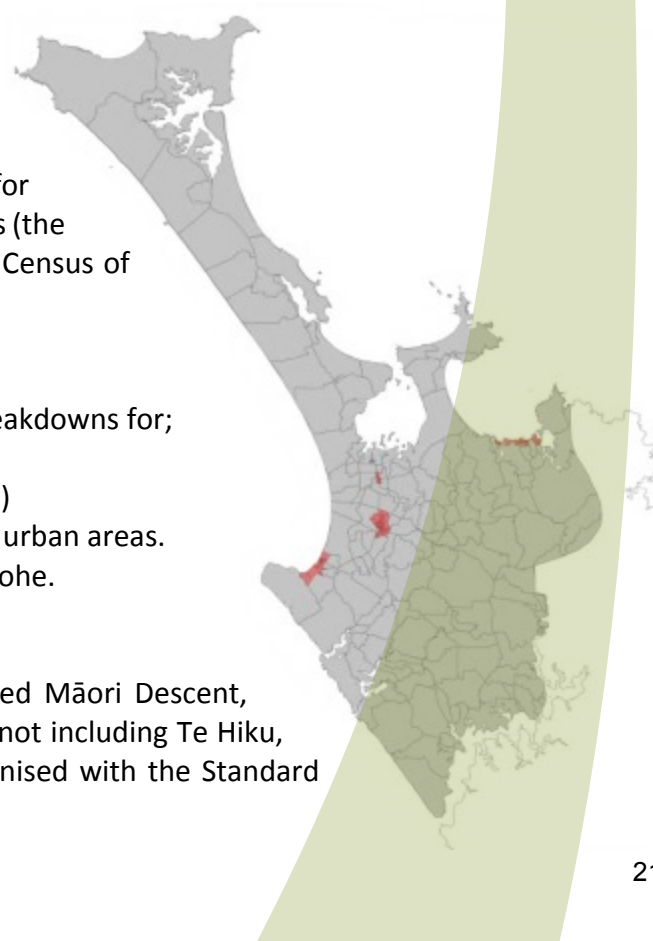 for
s (the
Census of
eakdowns for;
)
urban areas.
ohe.
ed Māori Descent,
not including Te Hiku,
nised with the Standard
21